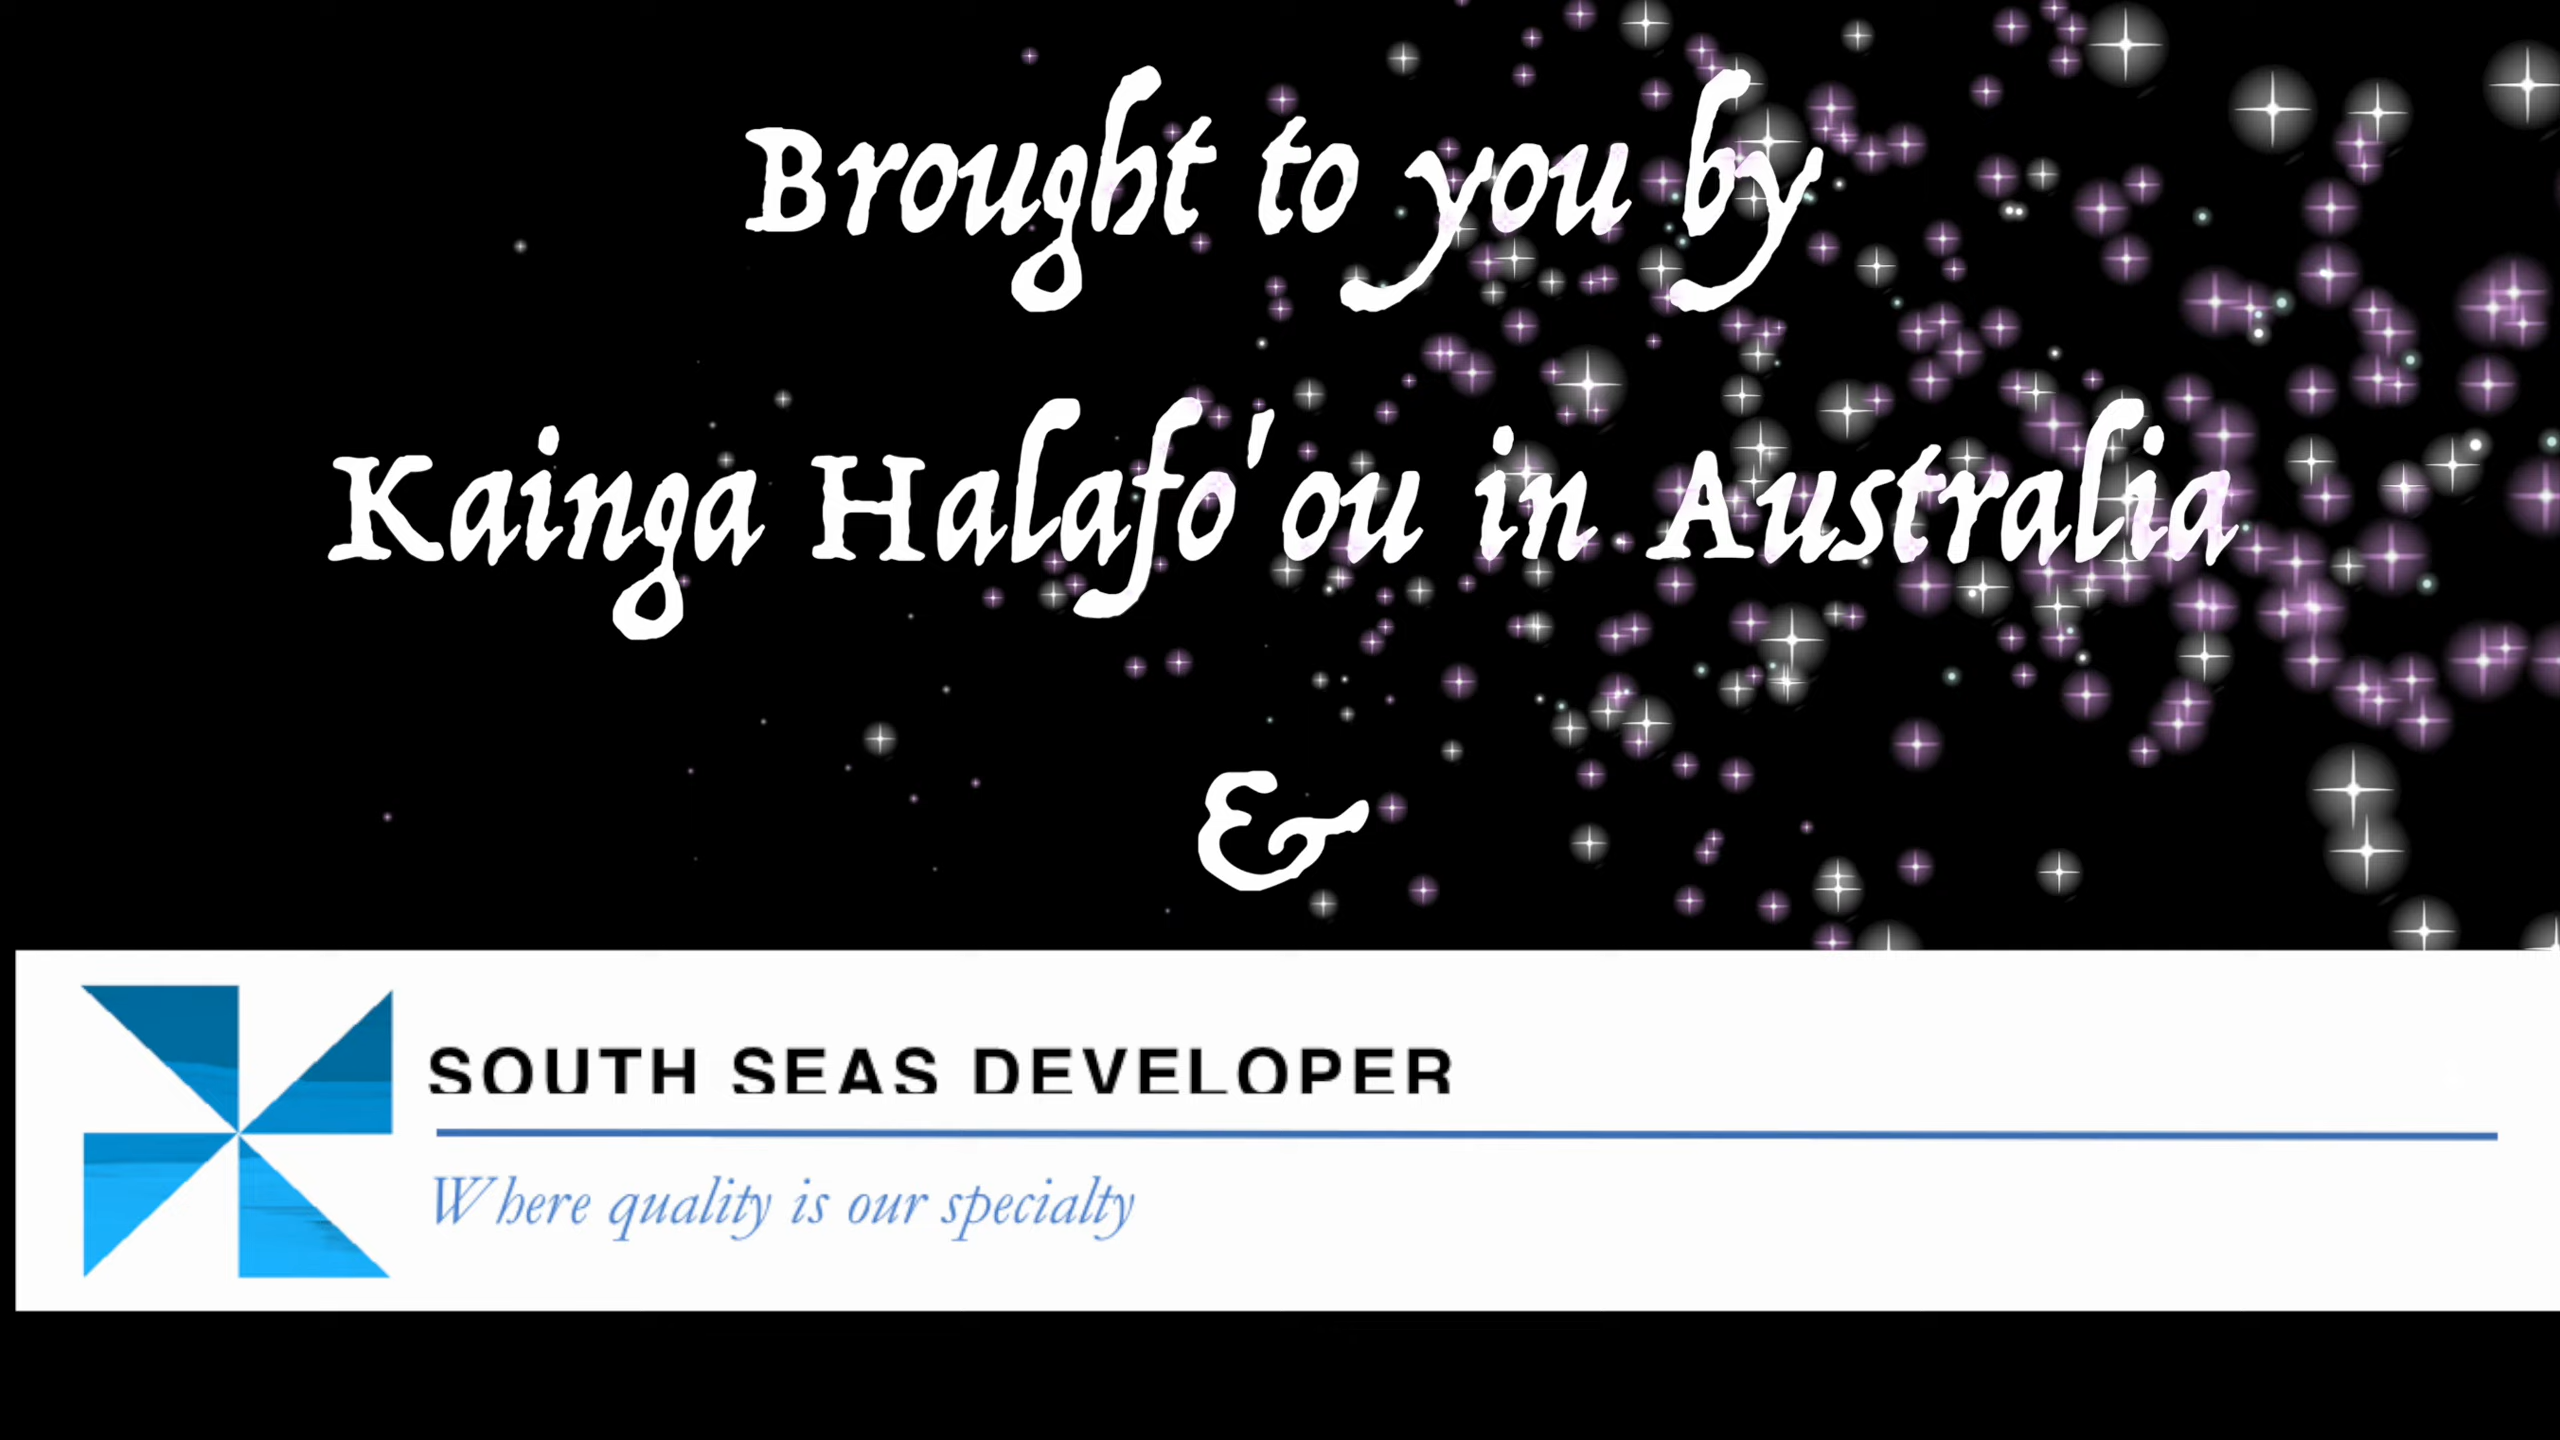 Brought to you by
Kainga Halafo'ou in Australia
&
SOUTH SEAS DEVELOPER
Where quality is our specialty